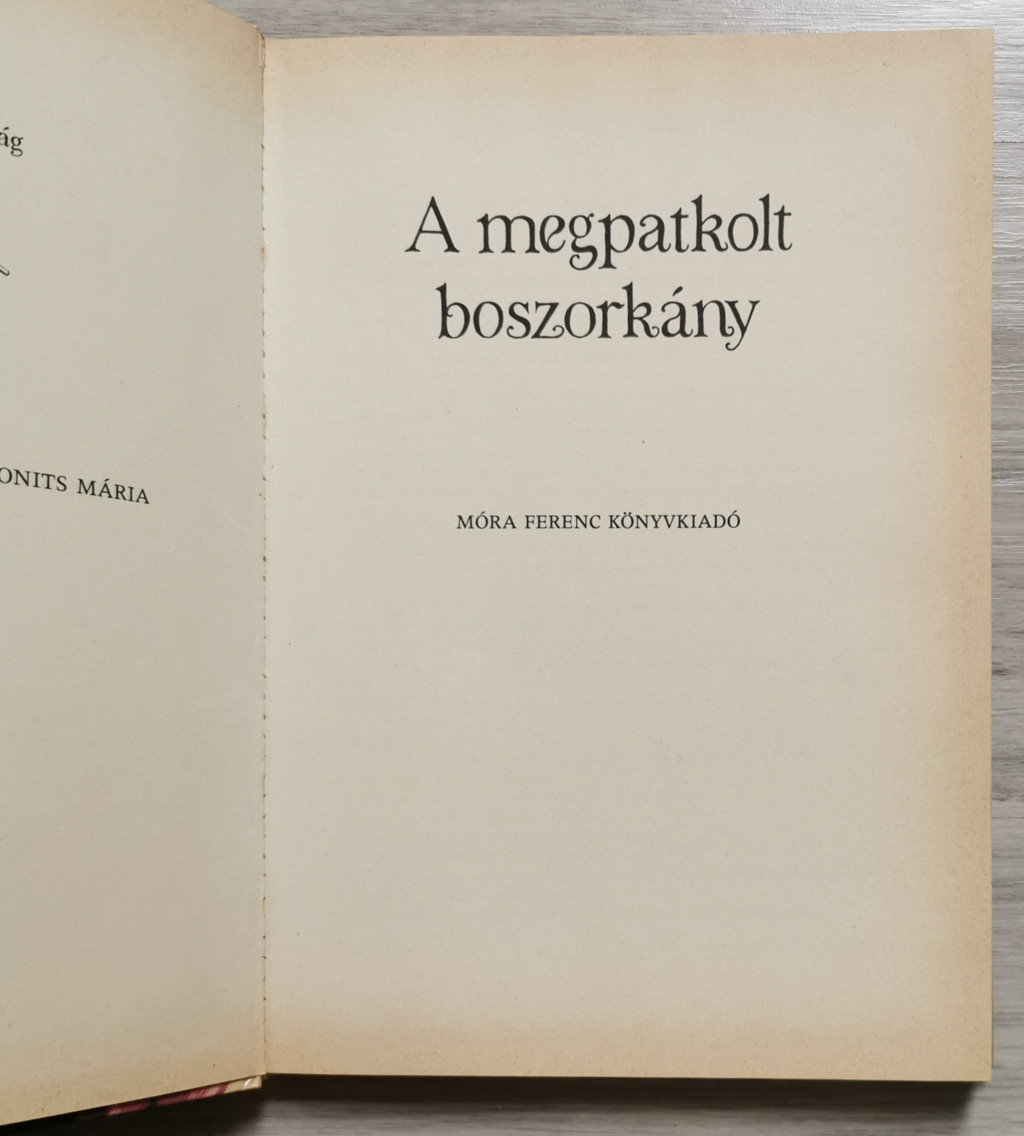 ág
ONITS MÁRIA
A megpatkolt
boszorkány
MÓRA FERENC KÖNYVKIADÓ